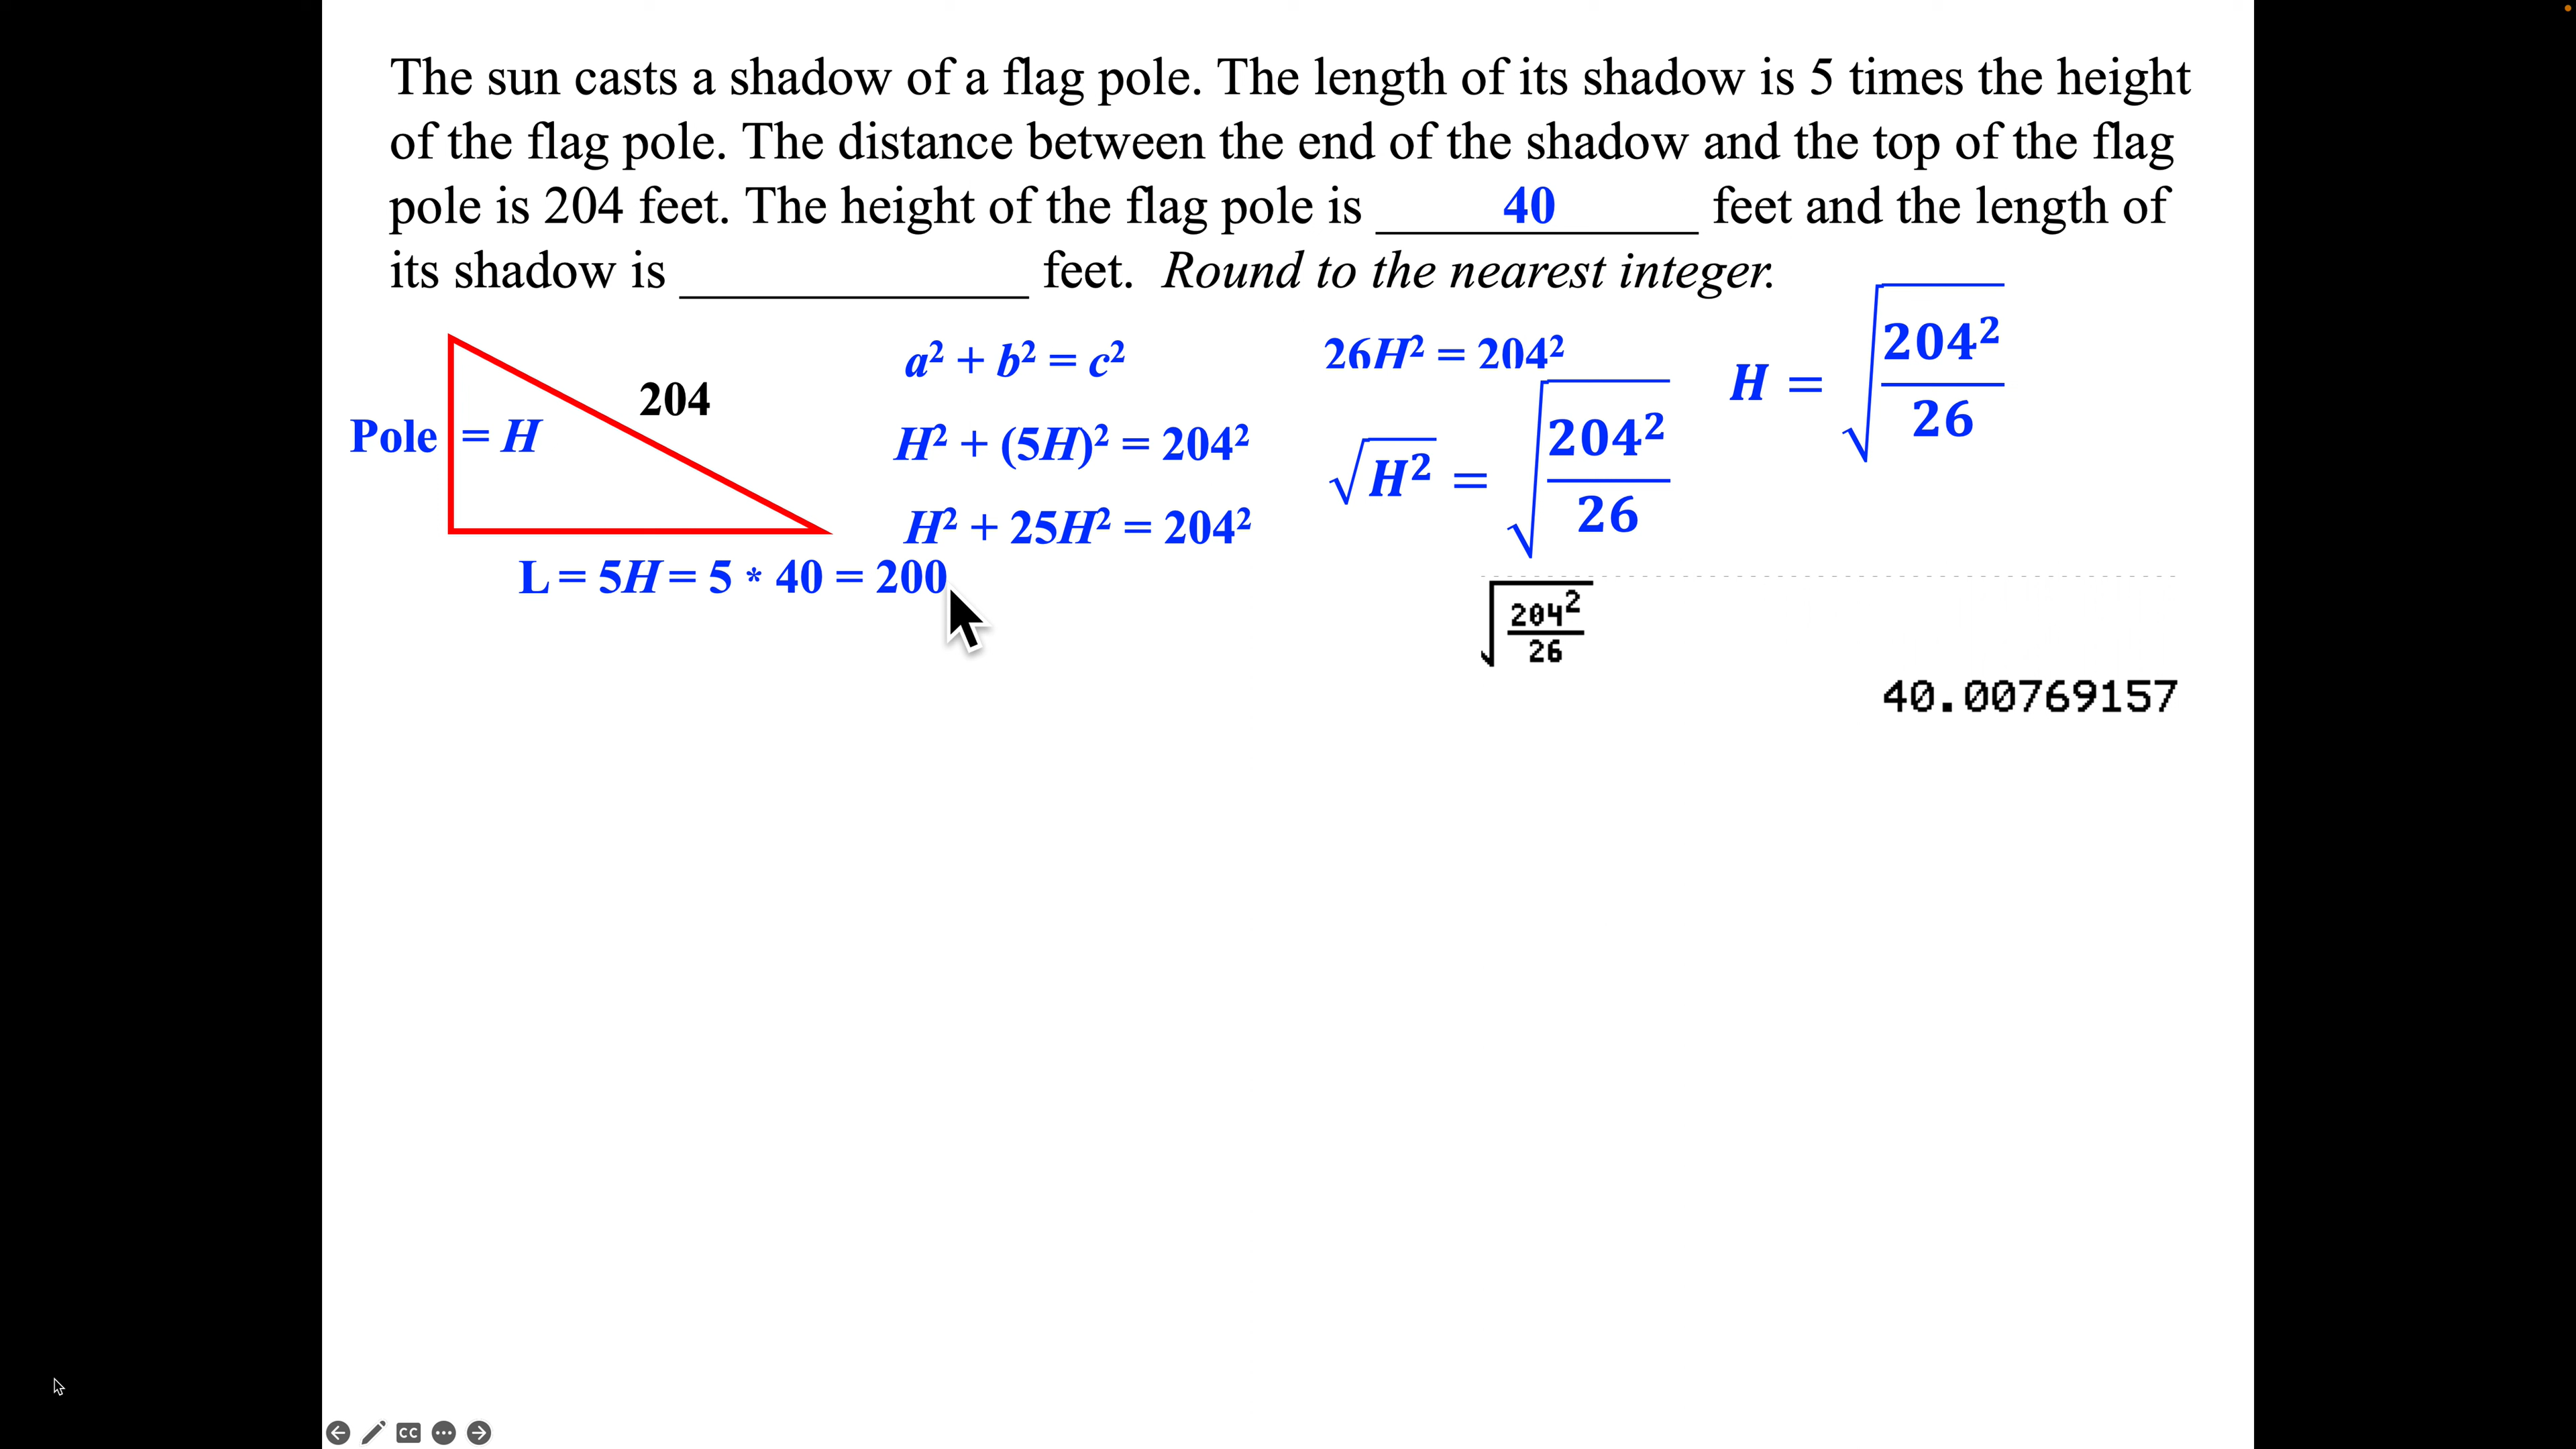 The sun casts a shadow of a flag pole. The length of its shadow is 5 times the height
of the flag pole. The distance between the end of the shadow and the top of the flag
pole is 204 feet. The height of the flag pole is 40 feet and the length of
its shadow is ____________ feet. Round to the nearest integer.
Pole = H
204
L = 5H = 5 * 40 = 200
a² + b² = c²
H² + (5H)² = 204²
H² + 25H² = 204²
26H² = 204²
√H² = √(204²/26)
H = √(204²/26)
√(204²/26)
40.00769157
CC